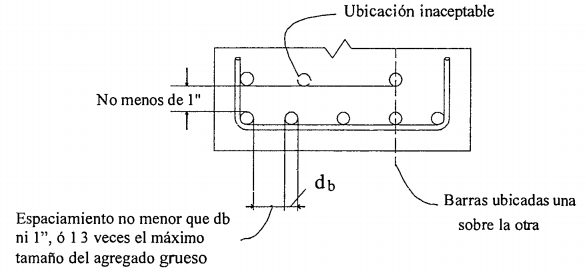 Ubicación inaceptable
No menos de 1"
db
Barras ubicadas una
sobre la otra
Espaciamiento no menor que db
ni 1", ó 1 3 veces el máximo
tamaño del agregado grueso